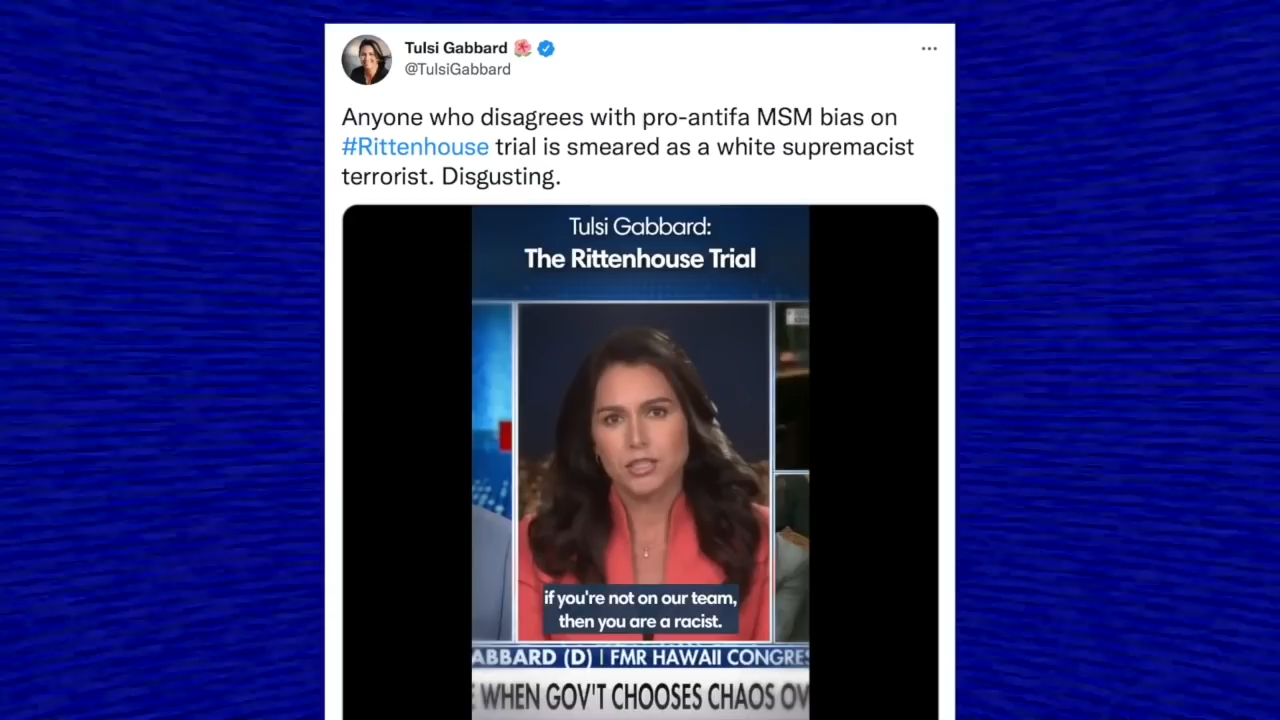 Tulsi Gabbard
@TulsiGabbard
Anyone who disagrees with pro-antifa MSM bias on
#Rittenhouse trial is smeared as a white supremacist
terrorist. Disgusting.
Tulsi Gabbard:
The Rittenhouse Trial
if you're not on our team,
then you are a racist.
ABBARD (D) | FMR HAWAII CONGRES
WHEN GOV'T CHOOSES CHAOS OV